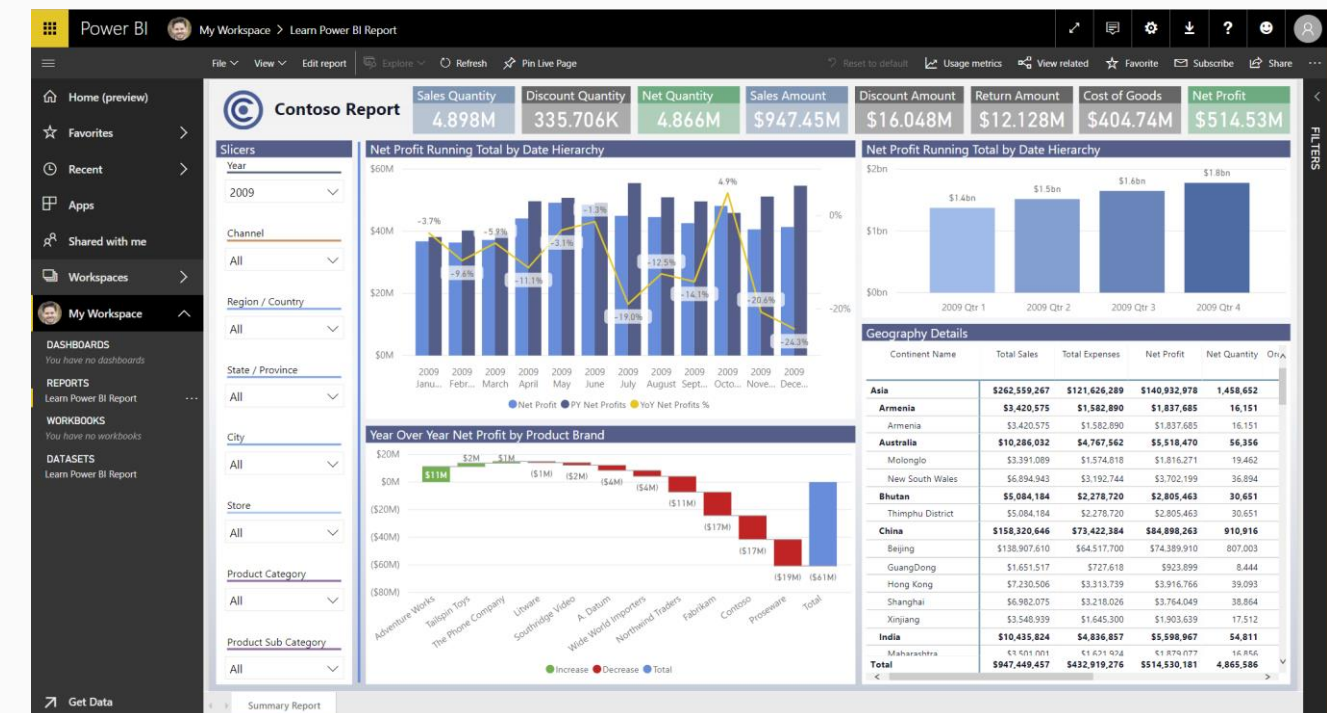 Power BI
My Workspace > Learn Power BI Report
File View Edit report Explore Refresh Pin Live Page
Reset to default Usage metrics View related Favorite Subscribe Share
Home (preview)
Favorites
Recent
Apps
Shared with me
Workspaces
My Workspace
DASHBOARDS
You have no dashboards
REPORTS
Learn Power BI Report
WORKBOOKS
You have no workbooks
DATASETS
Learn Power BI Report
Get Data
Contoso Report
Sales Quantity
4.898M
Discount Quantity
335.706K
Net Quantity
4.866M
Sales Amount
$947.45M
Discount Amount
$16.048M
Return Amount
$12.128M
Cost of Goods
$404.74M
Net Profit
$514.53M
Slicers
Year
2009
Channel
All
Region / Country
All
State / Province
All
City
All
Store
All
Product Category
All
Product Sub Category
All
Net Profit Running Total by Date Hierarchy
$60M
$40M
$20M
$0M
0%
-20%
-3.7%
-9.6%
-5.9%
-11.1%
-3.1%
-1.3%
-19.0%
-12.5%
-14.1%
4.9%
-20.6%
-24.3%
2009 2009 2009 2009 2009 2009 2009 2009 2009 2009 2009 2009
Janu... Febr... March April May June July August Sept... Octo... Nove... Dece...
Net Profit PY Net Profits YoY Net Profits %
Year Over Year Net Profit by Product Brand
$20M
$0M
($20M)
($40M)
($60M)
($80M)
$11M
$2M
$1M
($1M)
($2M)
($4M)
($4M)
($11M)
($17M)
($17M)
($19M)
($61M)
Adventure Works
Tailspin Toys
The Phone Company
Litware
Southridge Video
A. Datum
Wide World Importers
Northwind Traders
Fabrikam
Contoso
Proseware
Total
Increase Decrease Total
Net Profit Running Total by Date Hierarchy
$2bn
$1bn
$0bn
$1.4bn
$1.5bn
$1.6bn
$1.8bn
2009 Qtr 1 2009 Qtr 2 2009 Qtr 3 2009 Qtr 4
Geography Details
Continent Name Total Sales Total Expenses Net Profit Net Quantity
Asia $262,559,267 $121,626,289 $140,932,978 1,458,652
Armenia $3,420,575 $1,582,890 $1,837,685 16,151
Armenia $3,420,575 $1,582,890 $1,837,685 16,151
Australia $10,286,032 $4,767,562 $5,518,470 56,356
Molonglo $3,391,089 $1,574,818 $1,816,271 19,462
New South Wales $6,894,943 $3,192,744 $3,702,199 36,894
Bhutan $5,084,184 $2,278,720 $2,805,463 30,651
Thimphu District $5,084,184 $2,278,720 $2,805,463 30,651
China $158,320,646 $73,422,384 $84,898,263 910,916
Beijing $138,907,610 $64,517,700 $74,389,910 807,003
GuangDong $1,651,517 $727,618 $923,899 8,444
Hong Kong $7,230,506 $3,313,739 $3,916,766 39,093
Shanghai $6,982,075 $3,218,026 $3,764,049 38,864
Xinjiang $3,548,939 $1,645,300 $1,903,639 17,512
India $10,435,824 $4,836,857 $5,598,967 54,811
Maharashtra $3,501,001 $1,621,924 $1,879,077 16,856
Total $947,449,457 $432,919,276 $514,530,181 4,865,586
FILTERS
Summary Report